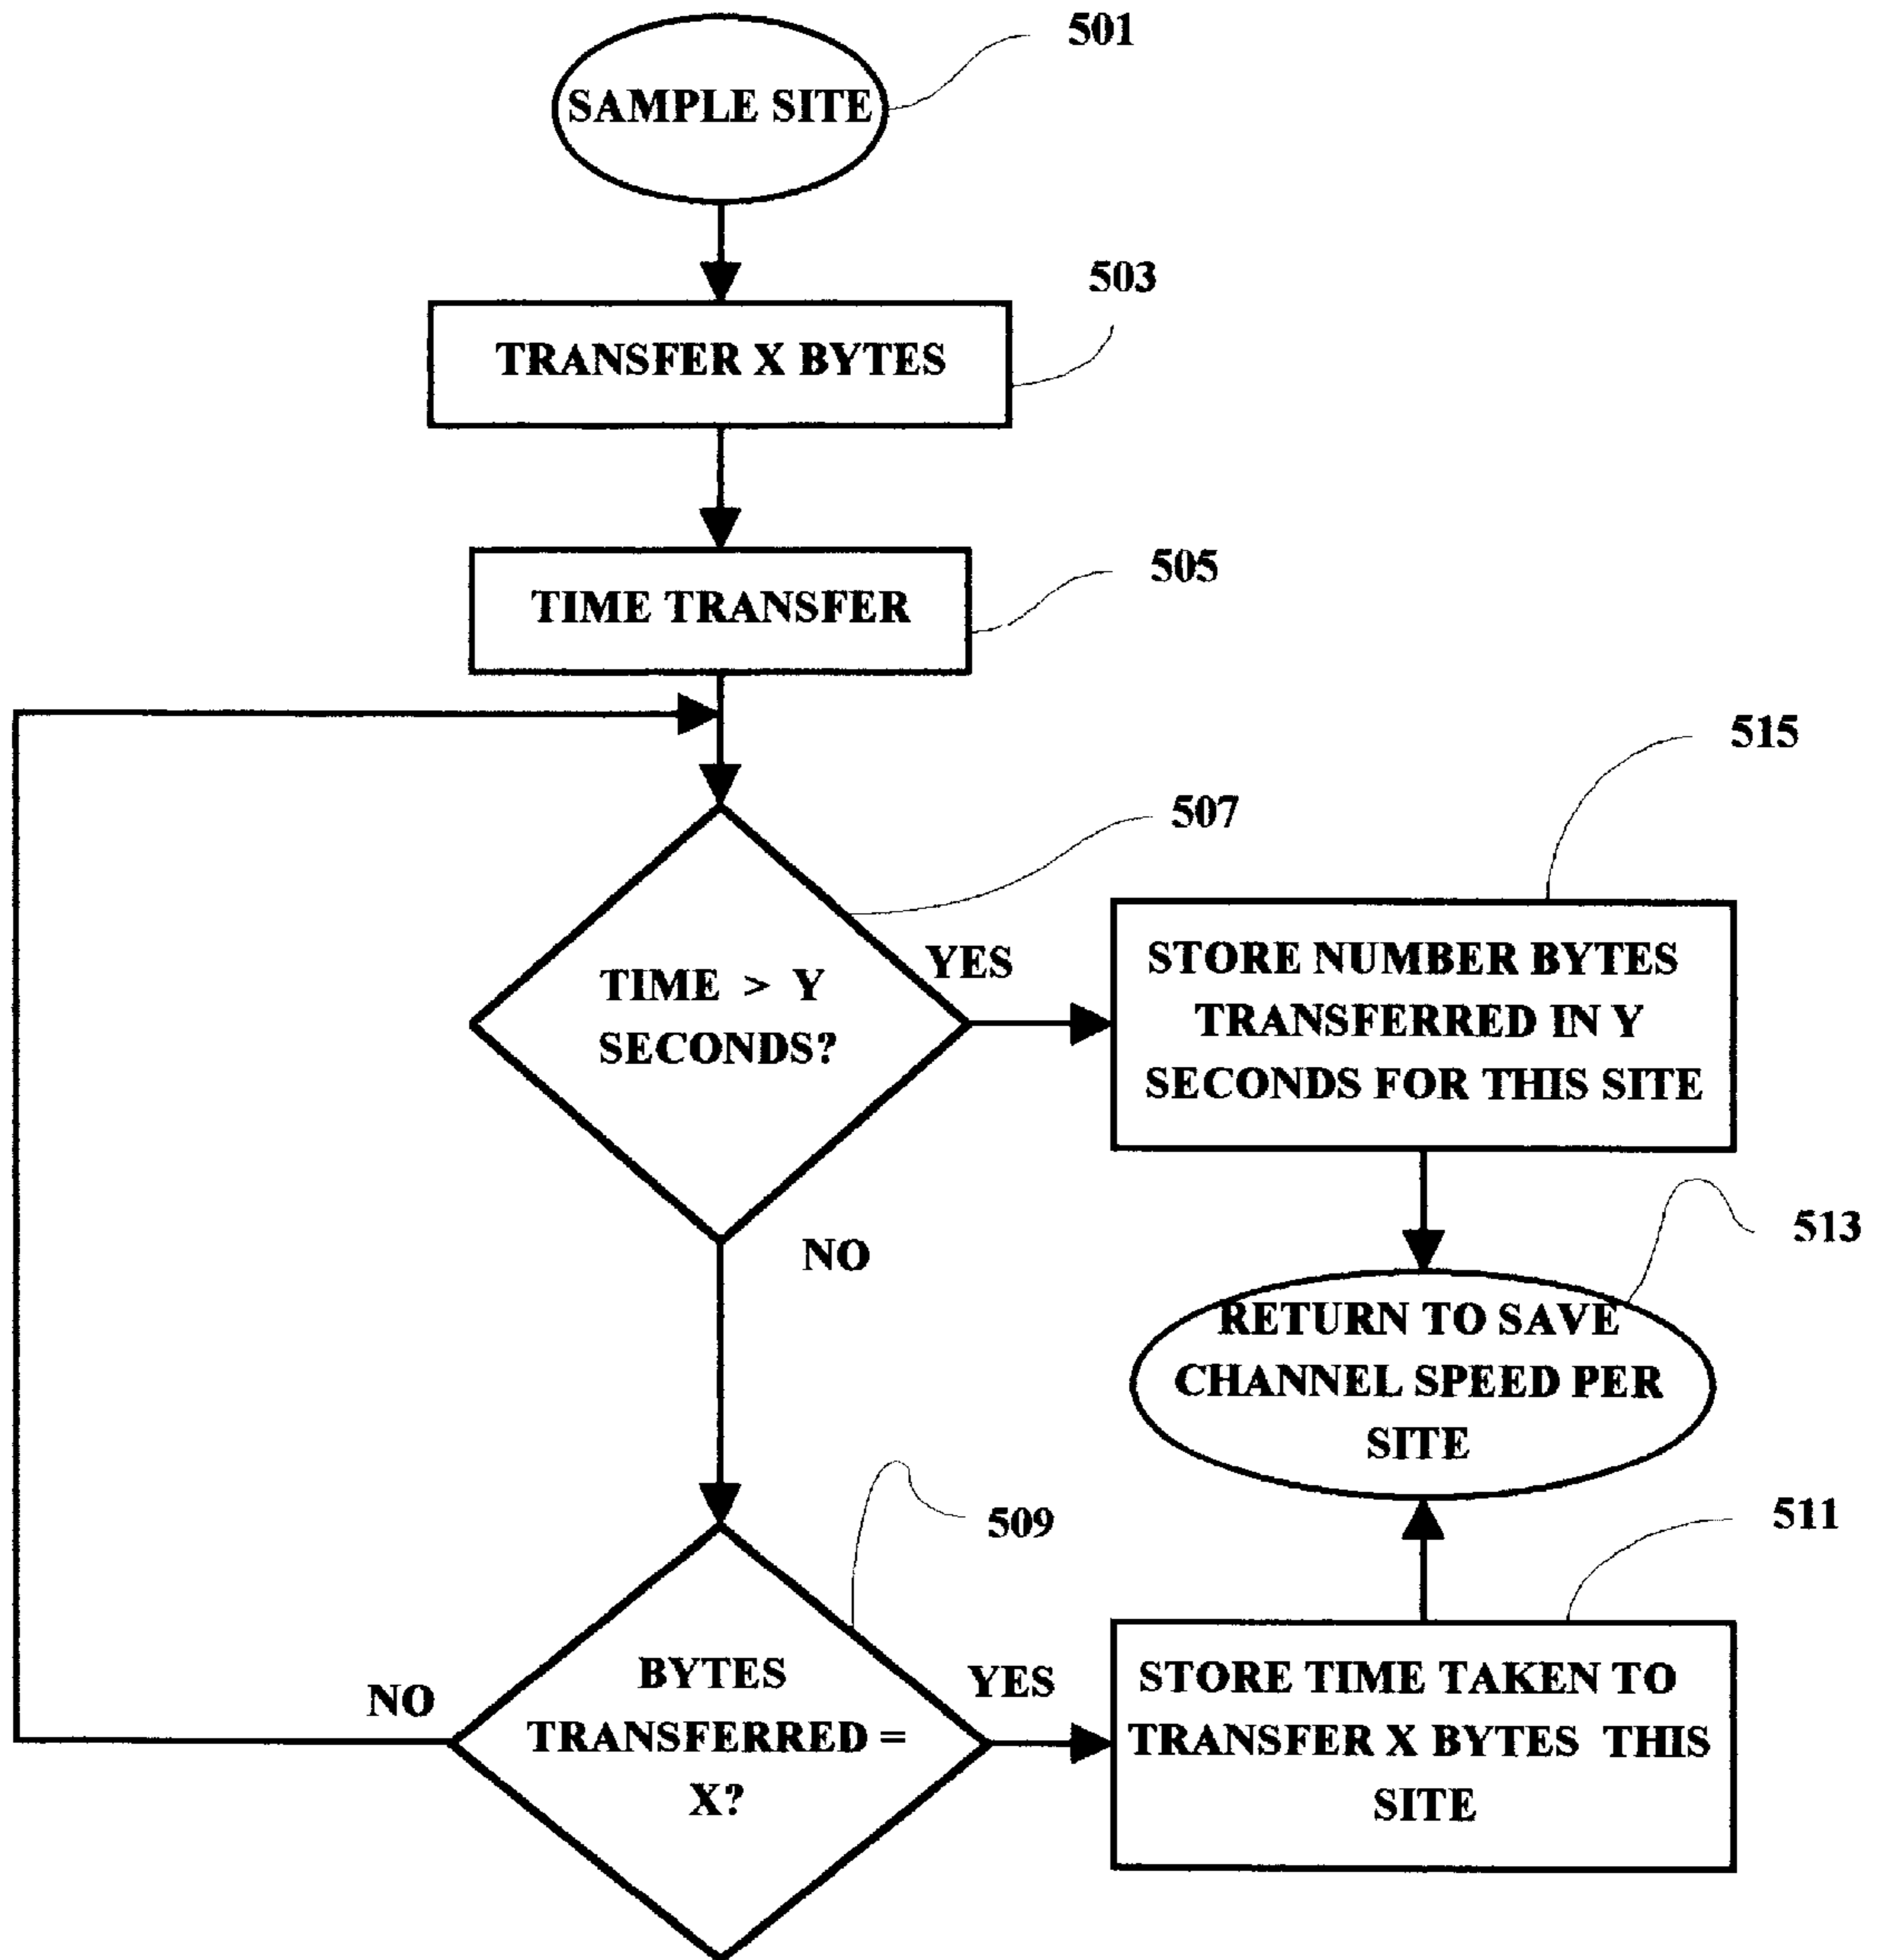 501
SAMPLE SITE
503
TRANSFER X BYTES
505
TIME TRANSFER
515
507
TIME > Y
SECONDS?
YES
STORE NUMBER BYTES
TRANSFERRED IN Y
SECONDS FOR THIS SITE
NO
513
RETURN TO SAVE
CHANNEL SPEED PER
SITE
509
511
BYTES
TRANSFERRED =
X?
NO
YES
STORE TIME TAKEN TO
TRANSFER X BYTES THIS
SITE